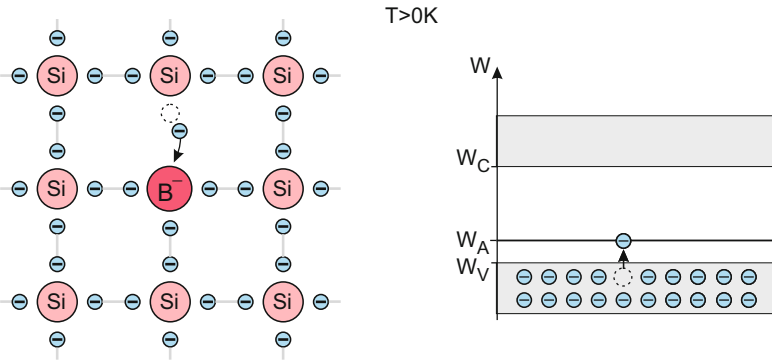 T>0K
Si Si Si
Si B⁻ Si
Si Si Si
W
W_C
W_A
W_V